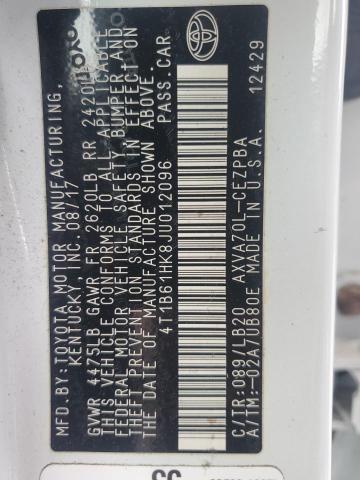 MFD.BY:TOYOTA MOTOR MANUFACTURING,
KENTUCKY, INC. 08/17
GVWR 4475LB GAWR FR 2620LB RR 2420LB
THIS VEHICLE CONFORMS TO ALL APPLICABLE
FEDERAL MOTOR VEHICLE SAFETY, BUMPER, AND
THEFT PREVENTION STANDARDS IN EFFECT ON
THE DATE OF MANUFACTURE SHOWN ABOVE.
4T1B61HK8JU012096 PASS.CAR
C/TR:089/LB20 AXVA70L-CEZPBA
A/TM:-02A/UB80E MADE IN U.S.A.
12429